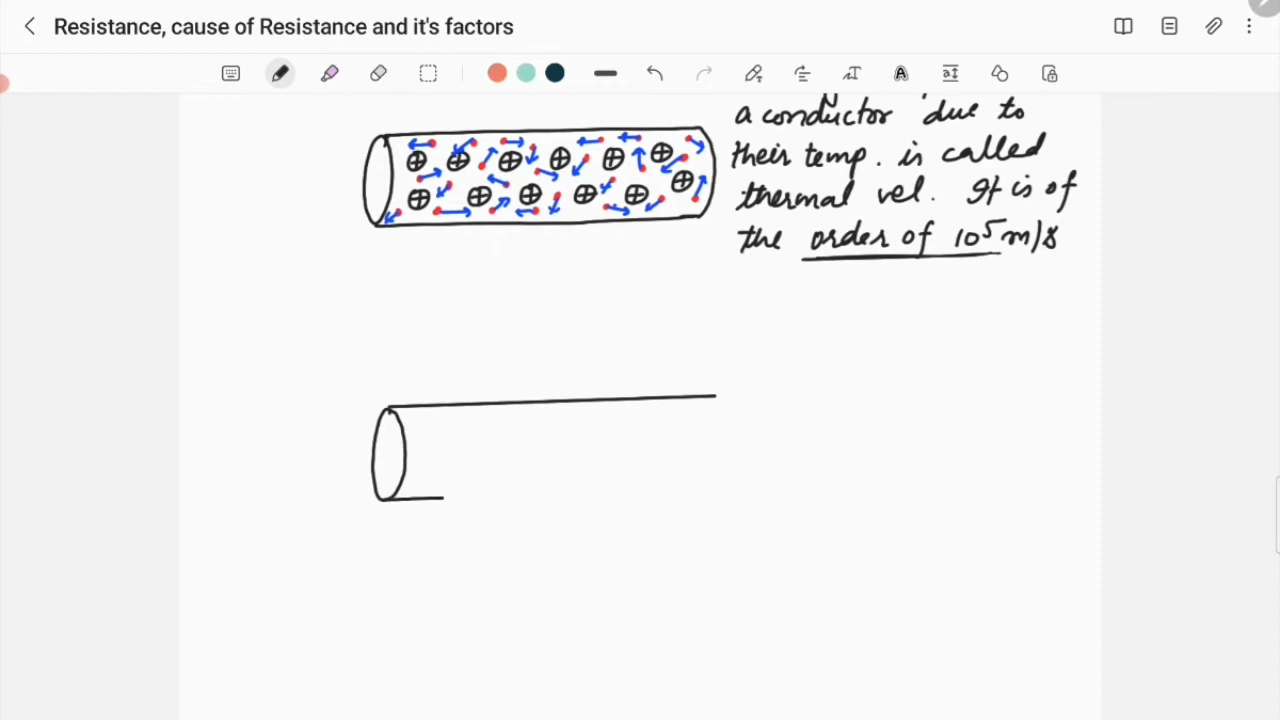 Resistance, cause of Resistance and it's factors
a conductor due to
their temp. is called
thermal vel. It is of
the order of 10⁵ m/s